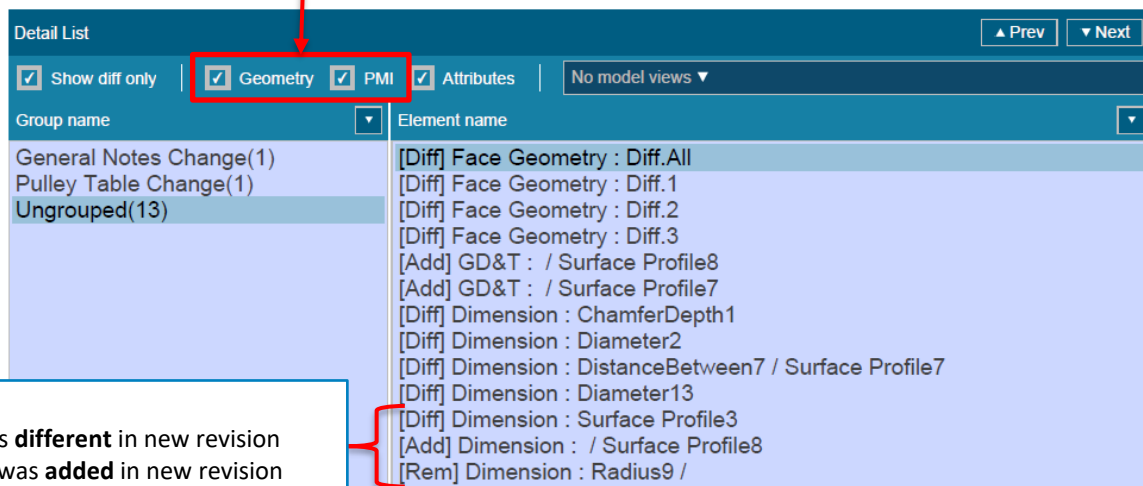 Detail List
▲ Prev
▼ Next
Show diff only
Geometry
PMI
Attributes
No model views ▼
Group name
Element name
General Notes Change(1)
Pulley Table Change(1)
Ungrouped(13)
[Diff] Face Geometry : Diff.All
[Diff] Face Geometry : Diff.1
[Diff] Face Geometry : Diff.2
[Diff] Face Geometry : Diff.3
[Add] GD&T :  / Surface Profile8
[Add] GD&T :  / Surface Profile7
[Diff] Dimension : ChamferDepth1
[Diff] Dimension : Diameter2
[Diff] Dimension : DistanceBetween7 / Surface Profile7
[Diff] Dimension : Diameter13
[Diff] Dimension : Surface Profile3
[Add] Dimension :  / Surface Profile8
[Rem] Dimension : Radius9 /
s different in new revision
was added in new revision